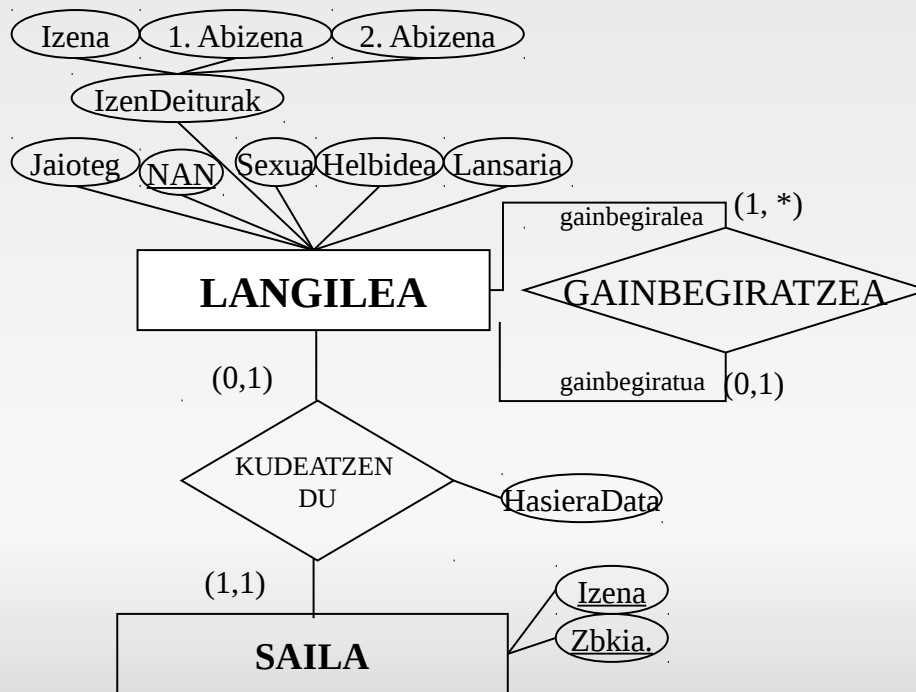 Izena
1. Abizena
2. Abizena
IzenDeiturak
Jaioteg
NAN
Sexua
Helbidea
Lansaria
gainbegiralea
(1, *)
LANGILEA
GAINBEGIRATZEA
(0,1)
gainbegiratua
(0,1)
KUDEATZEN
DU
HasieraData
(1,1)
Izena
Zbkia.
SAILA